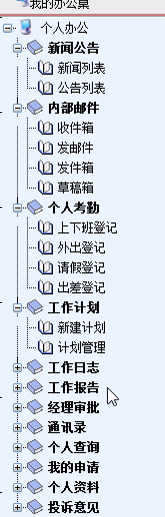 我的办公桌
个人办公
新闻公告
新闻列表
公告列表
内部邮件
收件箱
发邮件
发件箱
草稿箱
个人考勤
上下班登记
外出登记
请假登记
出差登记
工作计划
新建计划
计划管理
工作日志
工作报告
经理审批
通讯录
个人查询
我的申请
个人资料
投诉意见